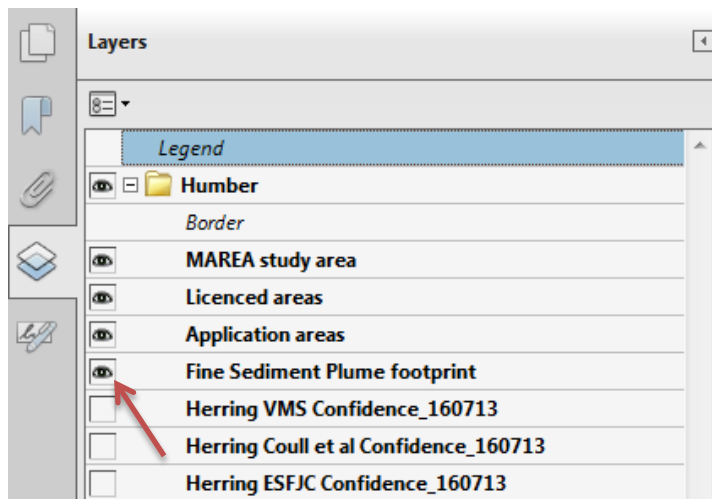 Layers
Legend
Humber
Border
MAREA study area
Licenced areas
Application areas
Fine Sediment Plume footprint
Herring VMS Confidence_160713
Herring Coull et al Confidence_160713
Herring ESFJC Confidence_160713